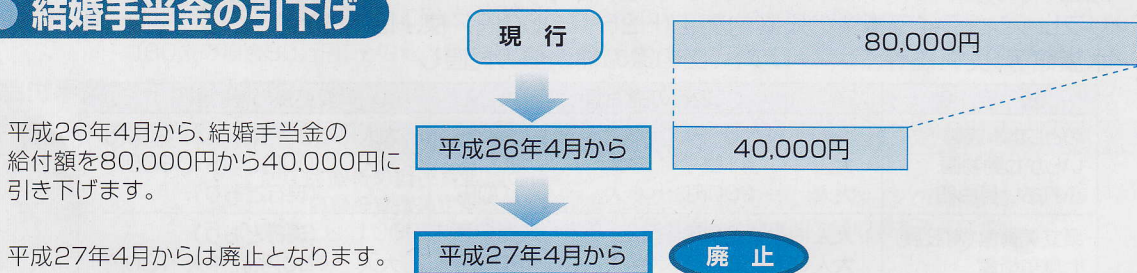 結婚手当金の引下げ
現 行
80,000円
平成26年4月から、結婚手当金の
給付額を80,000円から40,000円に
引き下げます。
平成26年4月から
40,000円
平成27年4月からは廃止となります。
平成27年4月から
廃 止